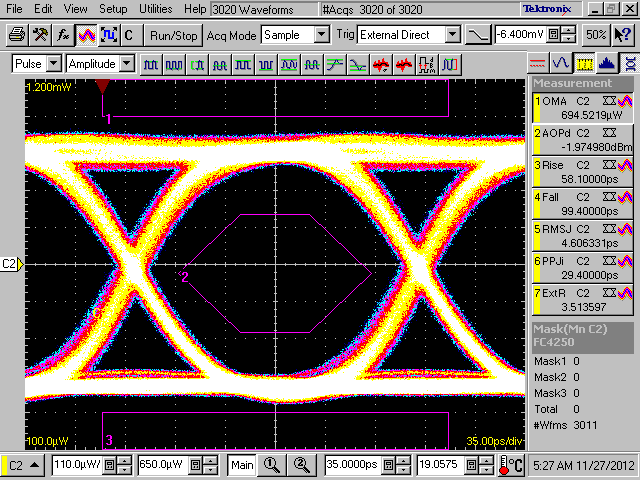 File Edit View Setup Utilities Help 3020 Waveforms #Acqs 3020 of 3020 Tektronix
fx C Run/Stop Acq Mode Sample Trig External Direct -6.400mV 50% ?
Pulse Amplitude
1.200mW
1
2
3
C2
100.0µW 35.00ps/div
Measurement
1 OMA C2
694.5219µW
2 AOPd C2
-1.974980dBm
3 Rise C2
58.10000ps
4 Fall C2
99.40000ps
5 RMSJ C2
4.606331ps
6 PPJi C2
29.40000ps
7 ExtR C2
3.513597
Mask(Mn C2)
FC4250
Mask1 0
Mask2 0
Mask3 0
Total 0
#Wfms 3011
C2 110.0µW 650.0µW Main 1 2 35.0000ps 19.0575 °C 5:27 AM 11/27/2012